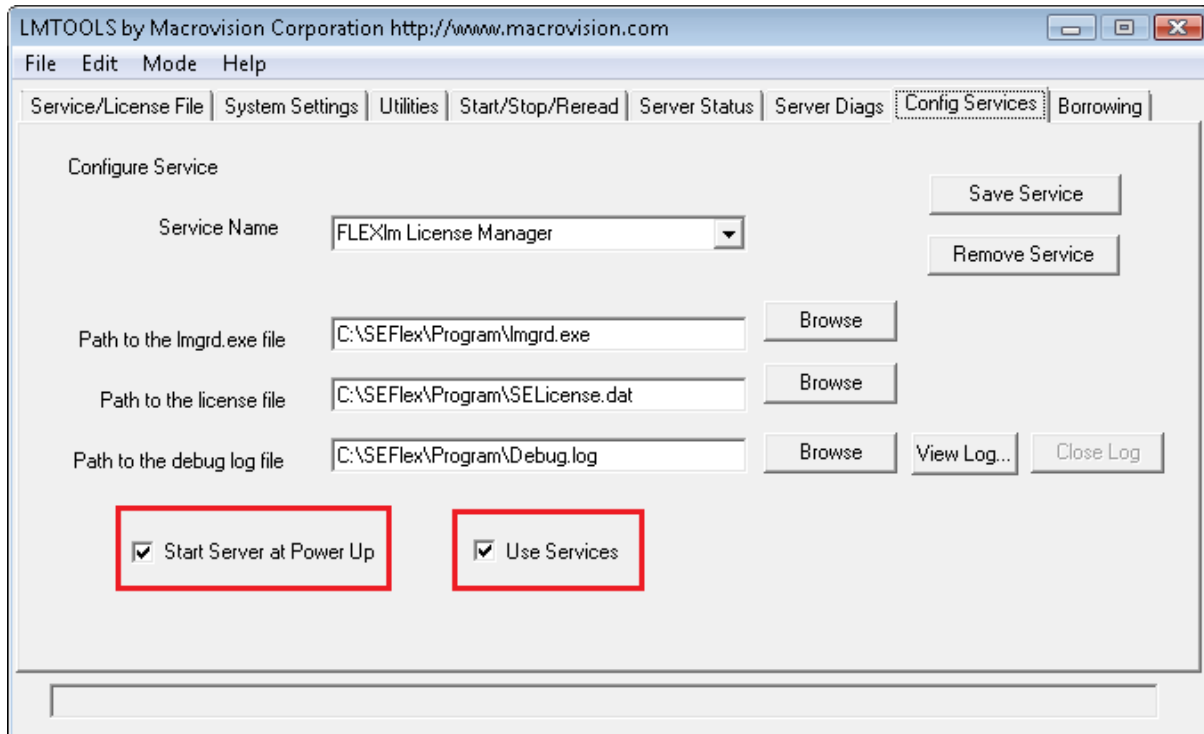 LMTOOLS by Macrovision Corporation http://www.macrovision.com
File Edit Mode Help
Service/License File System Settings Utilities Start/Stop/Reread Server Status Server Diags Config Services Borrowing
Configure Service
Save Service
Service Name FLEXlm License Manager
Remove Service
Path to the lmgrd.exe file C:\SEFlex\Program\lmgrd.exe Browse
Path to the license file C:\SEFlex\Program\SELicense.dat Browse
Path to the debug log file C:\SEFlex\Program\Debug.log Browse View Log... Close Log
Start Server at Power Up Use Services